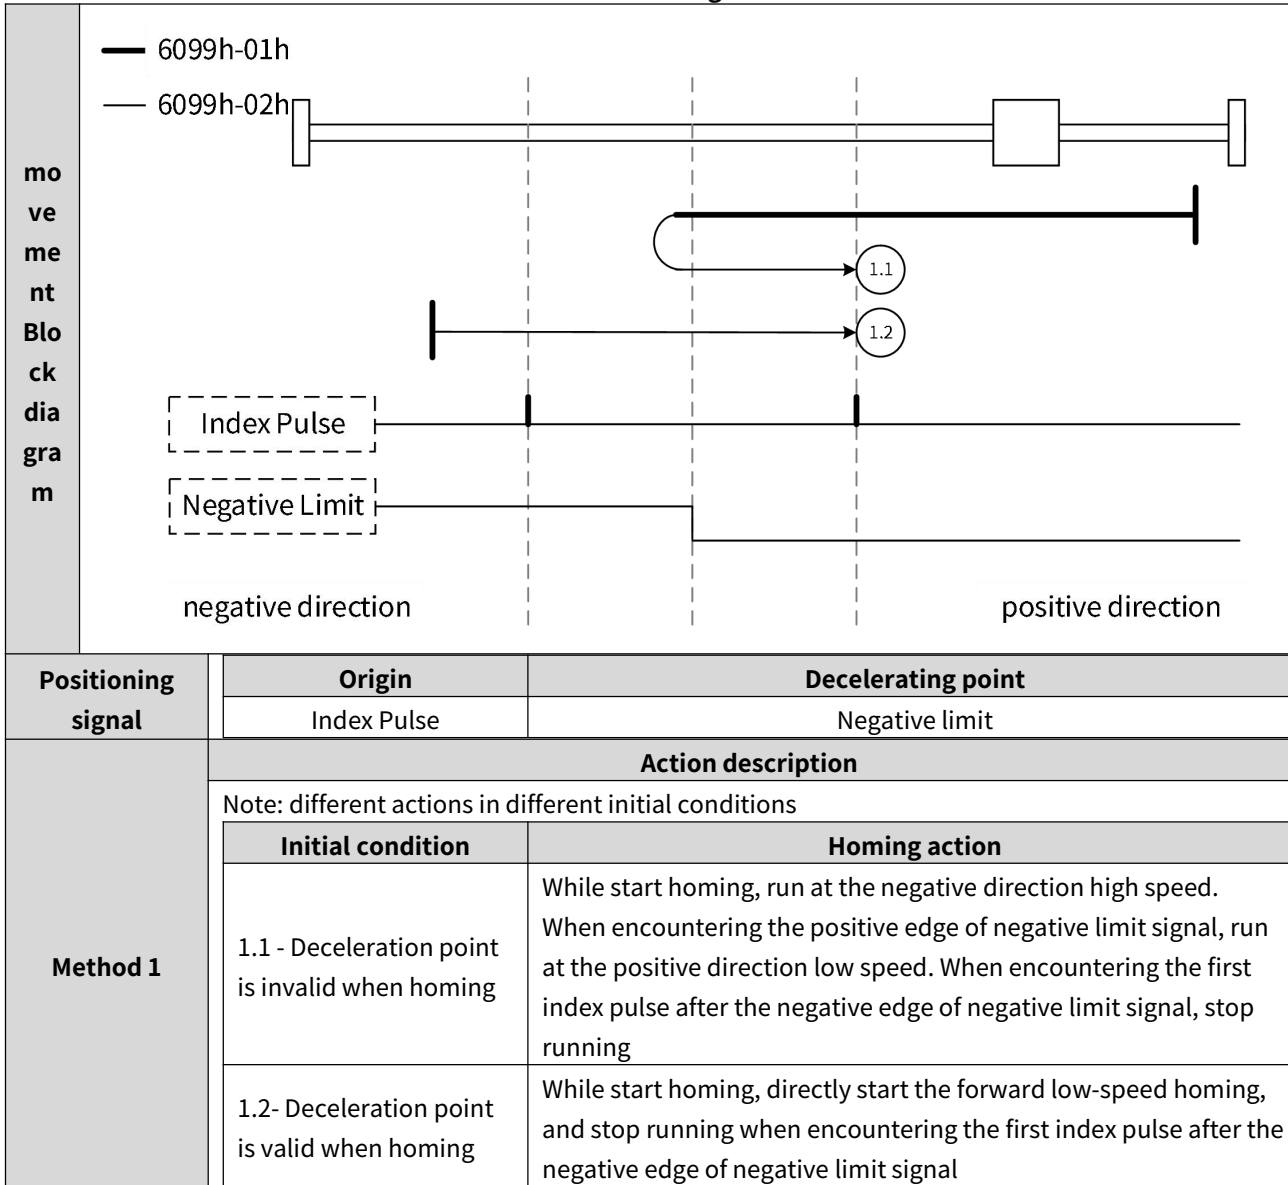 6099h-01h
6099h-02h
mo
ve
me
nt
Blo
ck
dia
gra
m
1.1
1.2
Index Pulse
Negative Limit
negative direction
positive direction
Positioning
signal
Origin
Decelerating point
Index Pulse
Negative limit
Method 1
Action description
Note: different actions in different initial conditions
Initial condition
Homing action
1.1 - Deceleration point
is invalid when homing
While start homing, run at the negative direction high speed.
When encountering the positive edge of negative limit signal, run
at the positive direction low speed. When encountering the first
index pulse after the negative edge of negative limit signal, stop
running
1.2- Deceleration point
is valid when homing
While start homing, directly start the forward low-speed homing,
and stop running when encountering the first index pulse after the
negative edge of negative limit signal